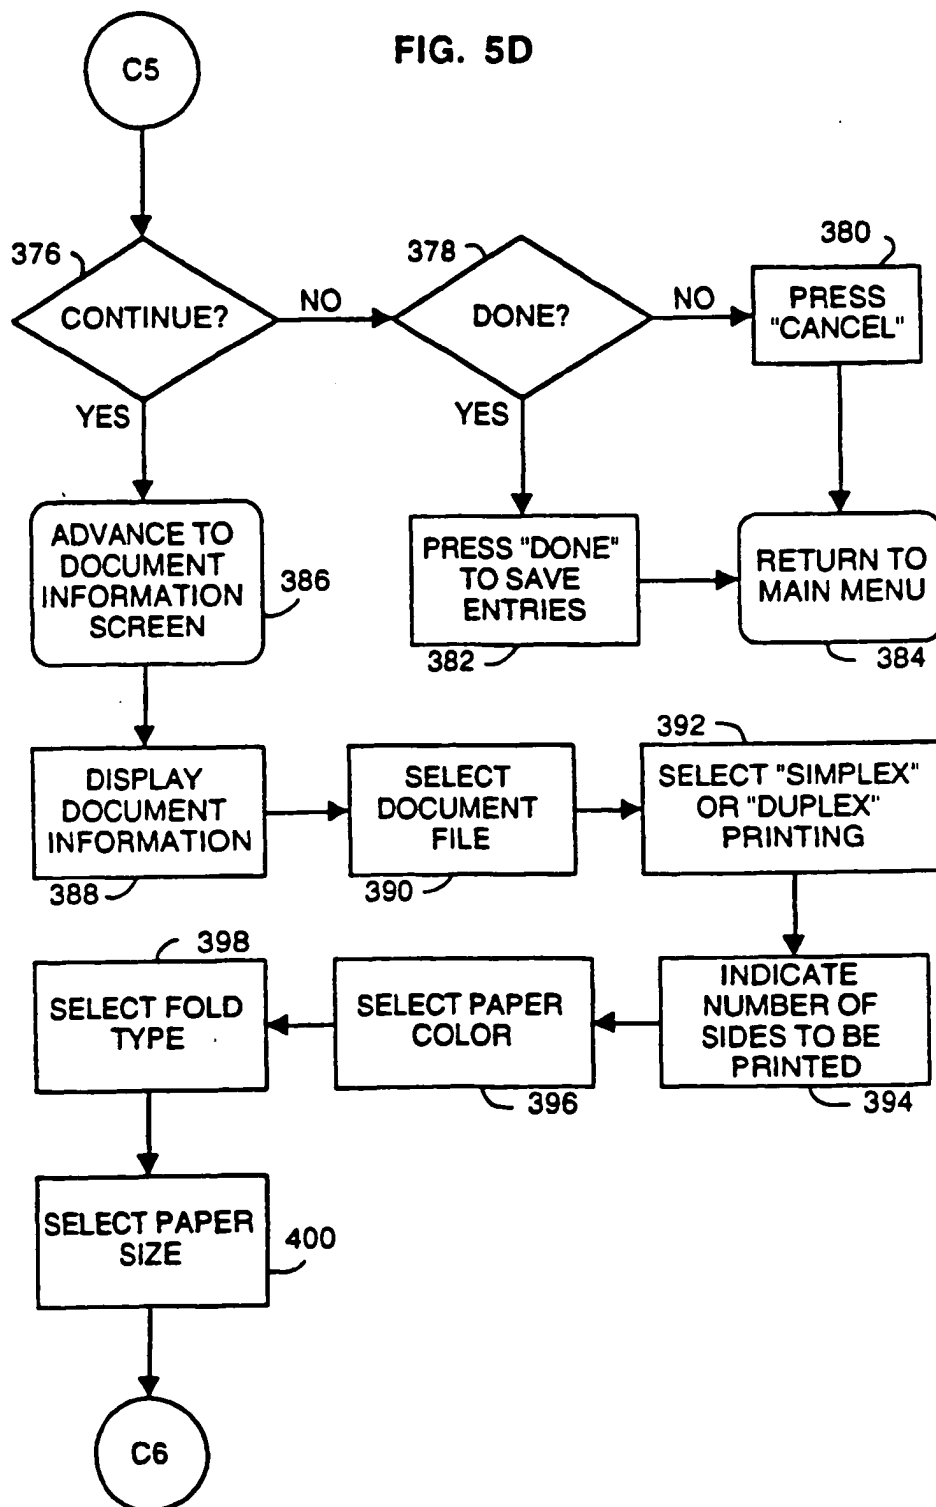 FIG. 5D
C5
376
CONTINUE?
NO
378
DONE?
NO
380
PRESS
"CANCEL"
YES
YES
ADVANCE TO
DOCUMENT
INFORMATION
SCREEN
386
PRESS "DONE"
TO SAVE
ENTRIES
382
RETURN TO
MAIN MENU
384
DISPLAY
DOCUMENT
INFORMATION
388
SELECT
DOCUMENT
FILE
390
392
SELECT "SIMPLEX"
OR "DUPLEX"
PRINTING
INDICATE
NUMBER OF
SIDES TO BE
PRINTED
394
SELECT PAPER
COLOR
396
398
SELECT FOLD
TYPE
SELECT PAPER
SIZE
400
C6